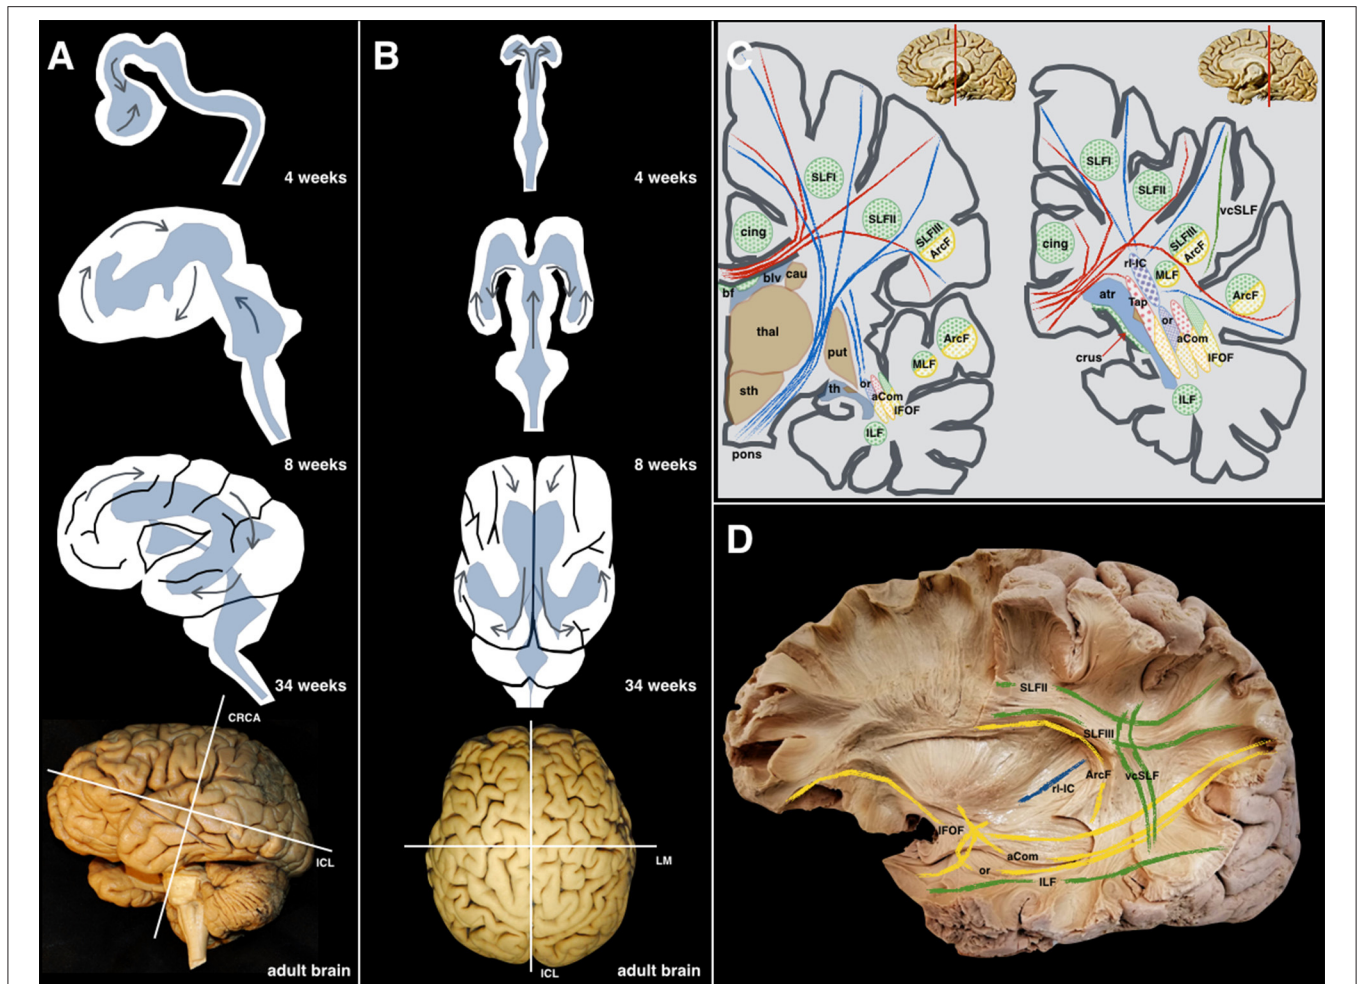 A
4 weeks
8 weeks
34 weeks
CRCA
ICL
adult brain
B
4 weeks
8 weeks
34 weeks
LM
ICL
adult brain
C
SLFI
SLFII
SLFIII
ArcF
cing
blv
cau
bf
thal
put
sth
th
or
aCom
IFOF
ILF
MLF
ArcF
pons
SLFI
SLFII
vcSLF
SLFIII
ArcF
cing
rl-IC
MLF
atr
Tap
ArcF
or
aCom
IFOF
crus
ILF
D
SLFII
SLFIII
ArcF
vcSLF
rl-IC
IFOF
aCom
or
ILF